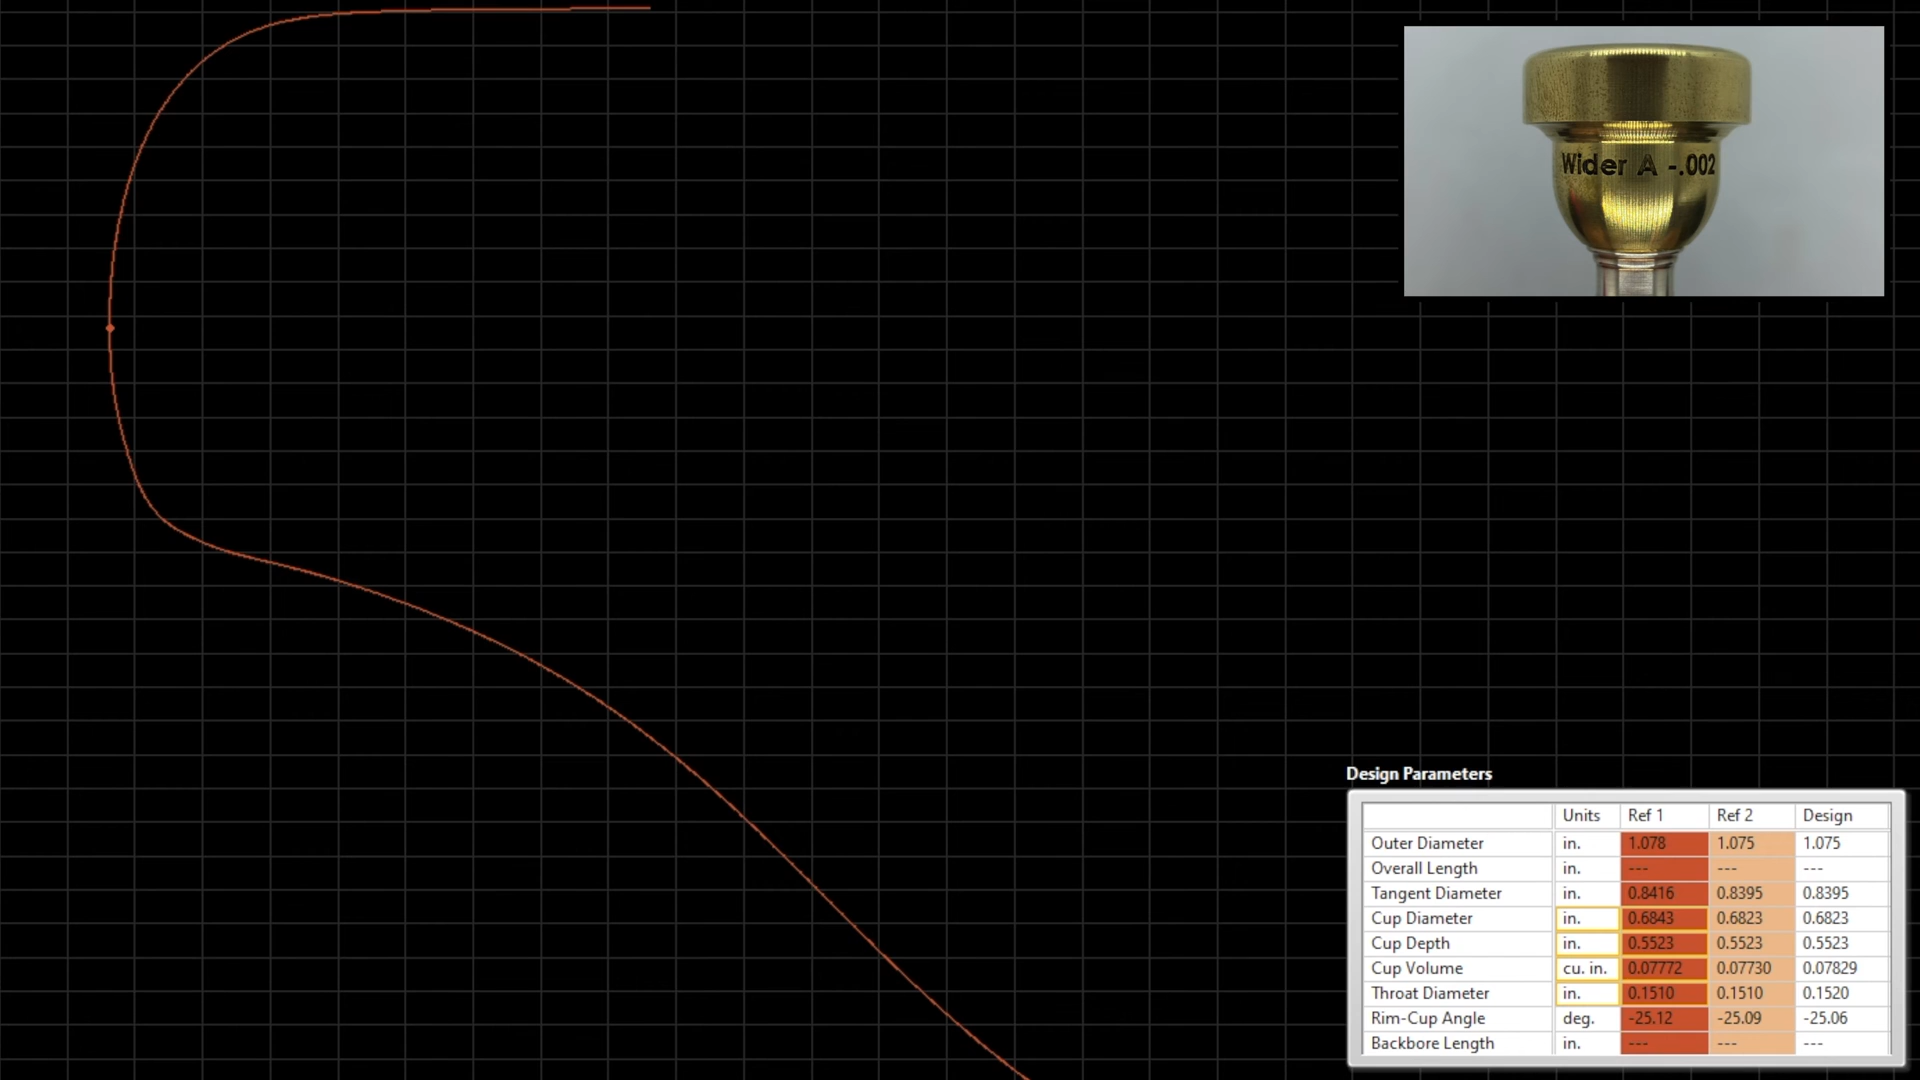 Wider A -.002
Design Parameters
Units Ref 1 Ref 2 Design
Outer Diameter in. 1.078 1.075 1.075
Overall Length in. --- --- ---
Tangent Diameter in. 0.8416 0.8395 0.8395
Cup Diameter in. 0.6843 0.6823 0.6823
Cup Depth in. 0.5523 0.5523 0.5523
Cup Volume cu. in. 0.07772 0.07730 0.07829
Throat Diameter in. 0.1510 0.1510 0.1520
Rim-Cup Angle deg. -25.12 -25.09 -25.06
Backbore Length in. --- --- ---